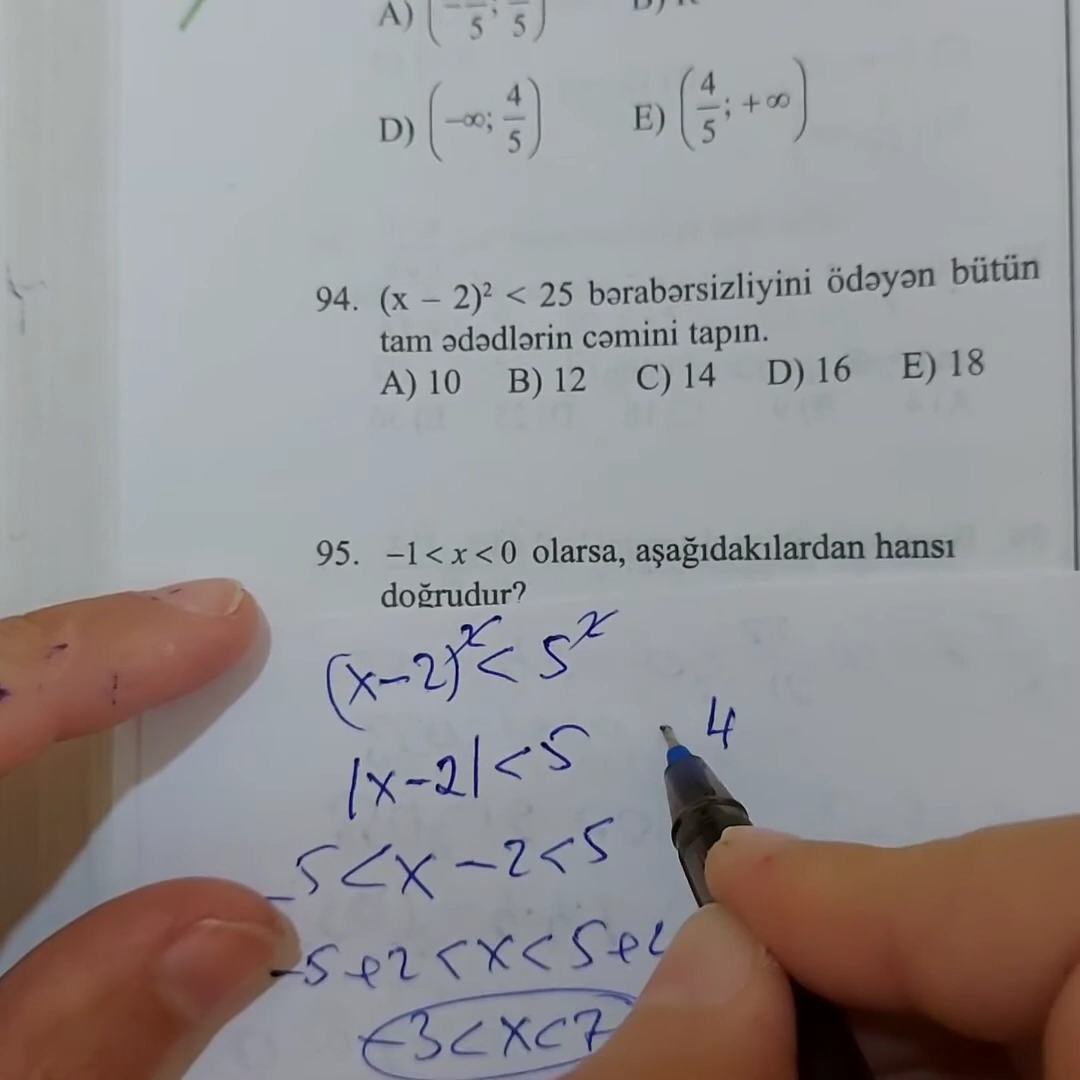 A) (−/5; /5)
D) (−∞; 4/5) E) (4/5; +∞)
94. (x – 2)² < 25 bərabərsizliyini ödəyən bütün
tam ədədlərin cəmini tapın.
A) 10 B) 12 C) 14 D) 16 E) 18
95. –1 < x < 0 olarsa, aşağıdakılardan hansı
doğrudur?
(x–2)² < 5²
|x–2| < 5
4
–5 < x – 2 < 5
–5+2 < x < 5+2
–3 < x < 7